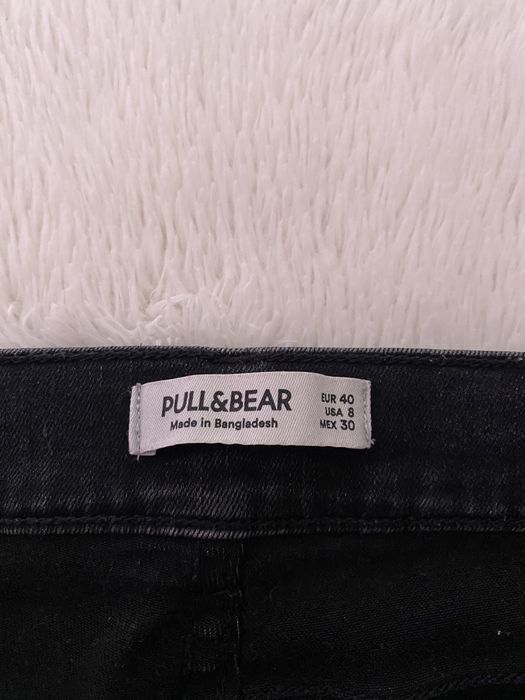 PULL&BEAR
Made in Bangladesh
EUR 40
USA 8
MEX 30